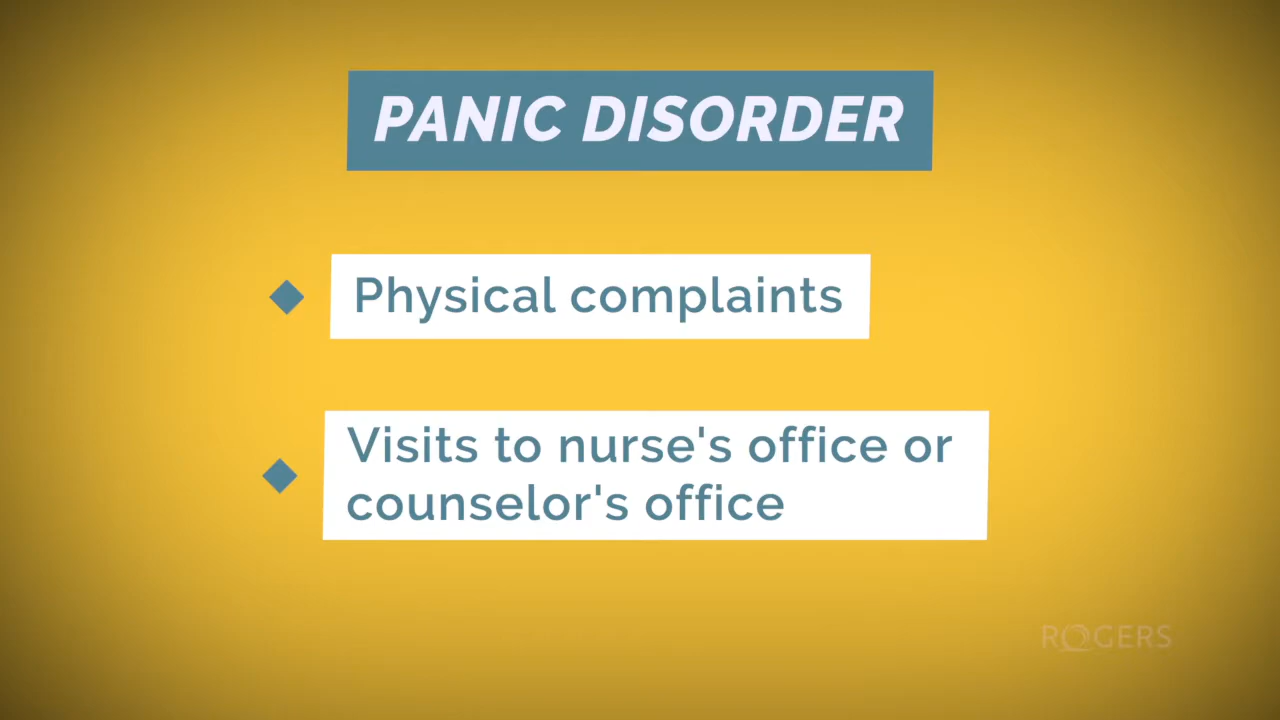 PANIC DISORDER
Physical complaints
Visits to nurse's office or
counselor's office
ROGERS